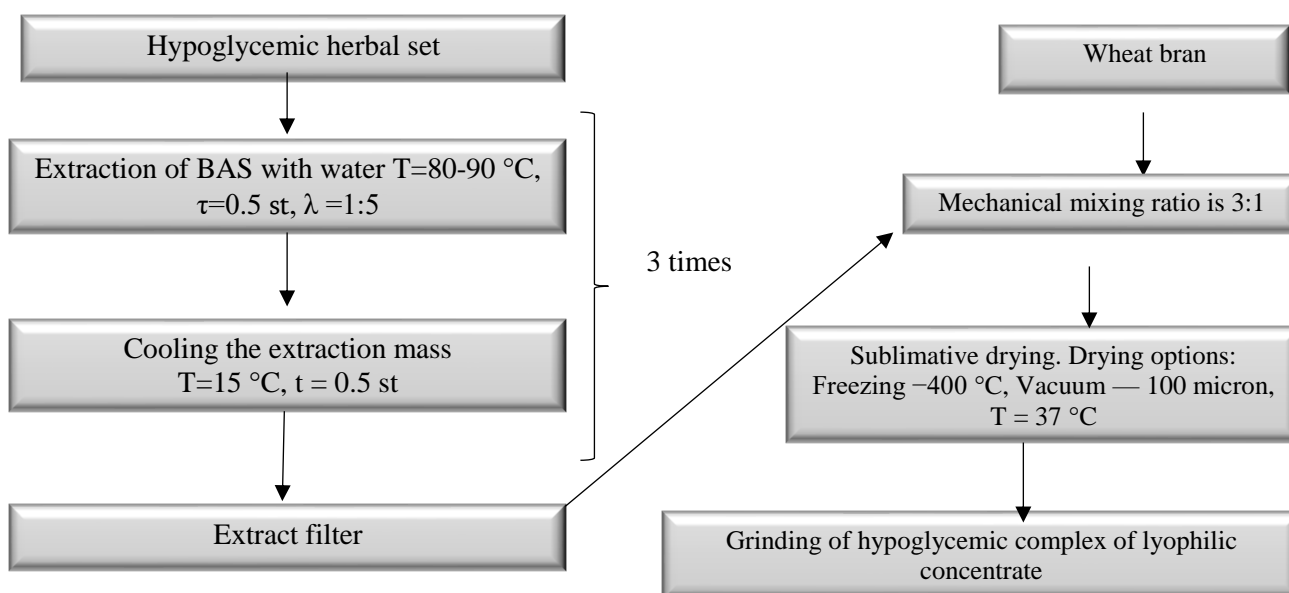 Hypoglycemic herbal set
Extraction of BAS with water T=80-90 °C,
τ=0.5 st, λ =1:5
Cooling the extraction mass
T=15 °C, t = 0.5 st
Extract filter
3 times
Wheat bran
Mechanical mixing ratio is 3:1
Sublimative drying. Drying options:
Freezing −400 °C, Vacuum — 100 micron,
T = 37 °C
Grinding of hypoglycemic complex of lyophilic
concentrate